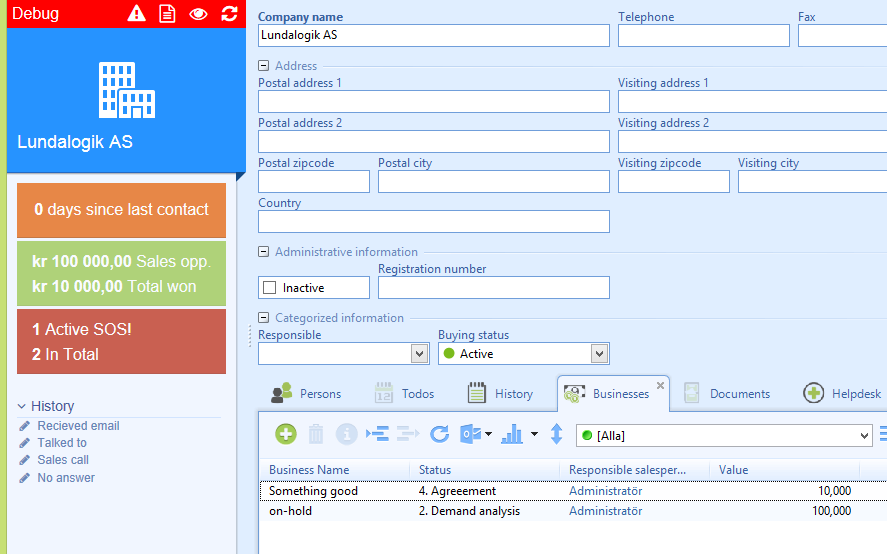 Debug
Lundalogik AS
0 days since last contact
kr 100 000,00 Sales opp.
kr 10 000,00 Total won
1 Active SOS!
2 In Total
History
Recieved email
Talked to
Sales call
No answer
Company name Telephone Fax
Lundalogik AS
Address
Postal address 1 Visiting address 1
Postal address 2 Visiting address 2
Postal zipcode Postal city Visiting zipcode Visiting city
Country
Administrative information
Registration number
Inactive
Categorized information
Responsible Buying status
Active
Persons 12 Todos History Businesses Documents Helpdesk
[Alla]
Business Name Status Responsible salesper... Value
Something good 4. Agreeement Administratör 10,000
on-hold 2. Demand analysis Administratör 100,000